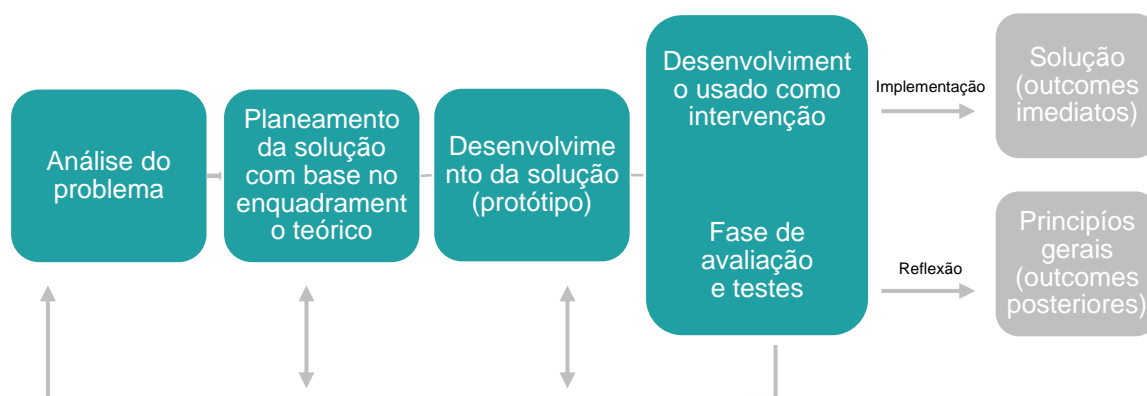 Análise do
problema
Planeamento
da solução
com base no
enquadrament
o teórico
Desenvolvime
nto da solução
(protótipo)
Desenvolviment
o usado como
intervenção
Fase de
avaliação
e testes
Implementação
Reflexão
Solução
(outcomes
imediatos)
Princípíos
gerais
(outcomes
posteriores)